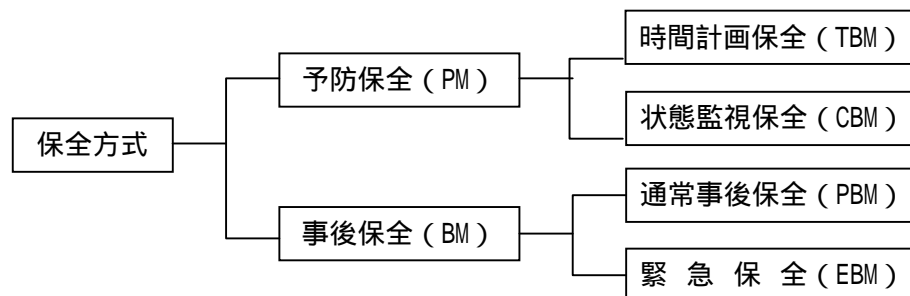 保全方式
予防保全（PM）
時間計画保全（TBM）
状態監視保全（CBM）
事後保全（BM）
通常事後保全（PBM）
緊急保全（EBM）